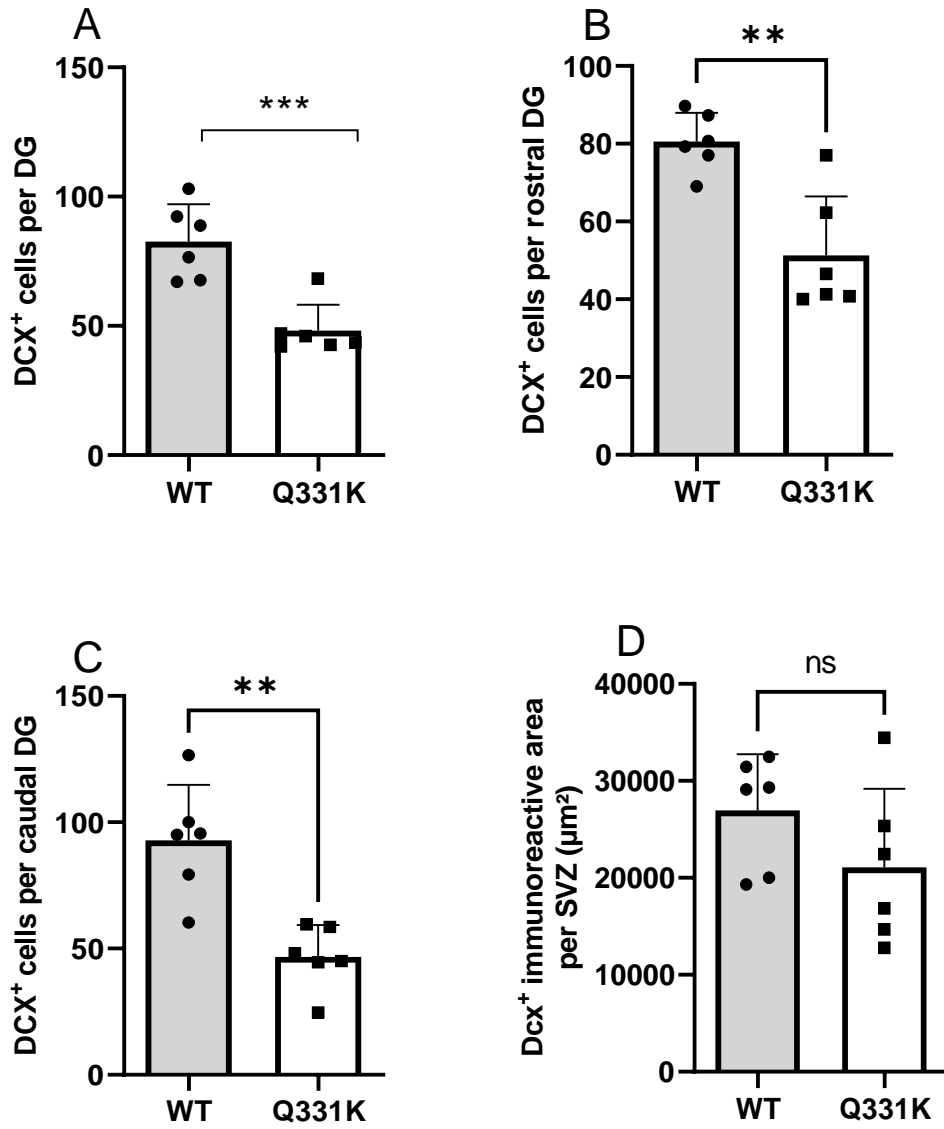 A
DCX⁺ cells per DG
150
100
50
0
***
WT
Q331K
B
DCX⁺ cells per rostral DG
100
80
60
40
20
0
**
WT
Q331K
C
DCX⁺ cells per caudal DG
150
100
50
0
**
WT
Q331K
D
Dcx⁺ immunoreactive area
per SVZ (µm²)
40000
30000
20000
10000
0
ns
WT
Q331K